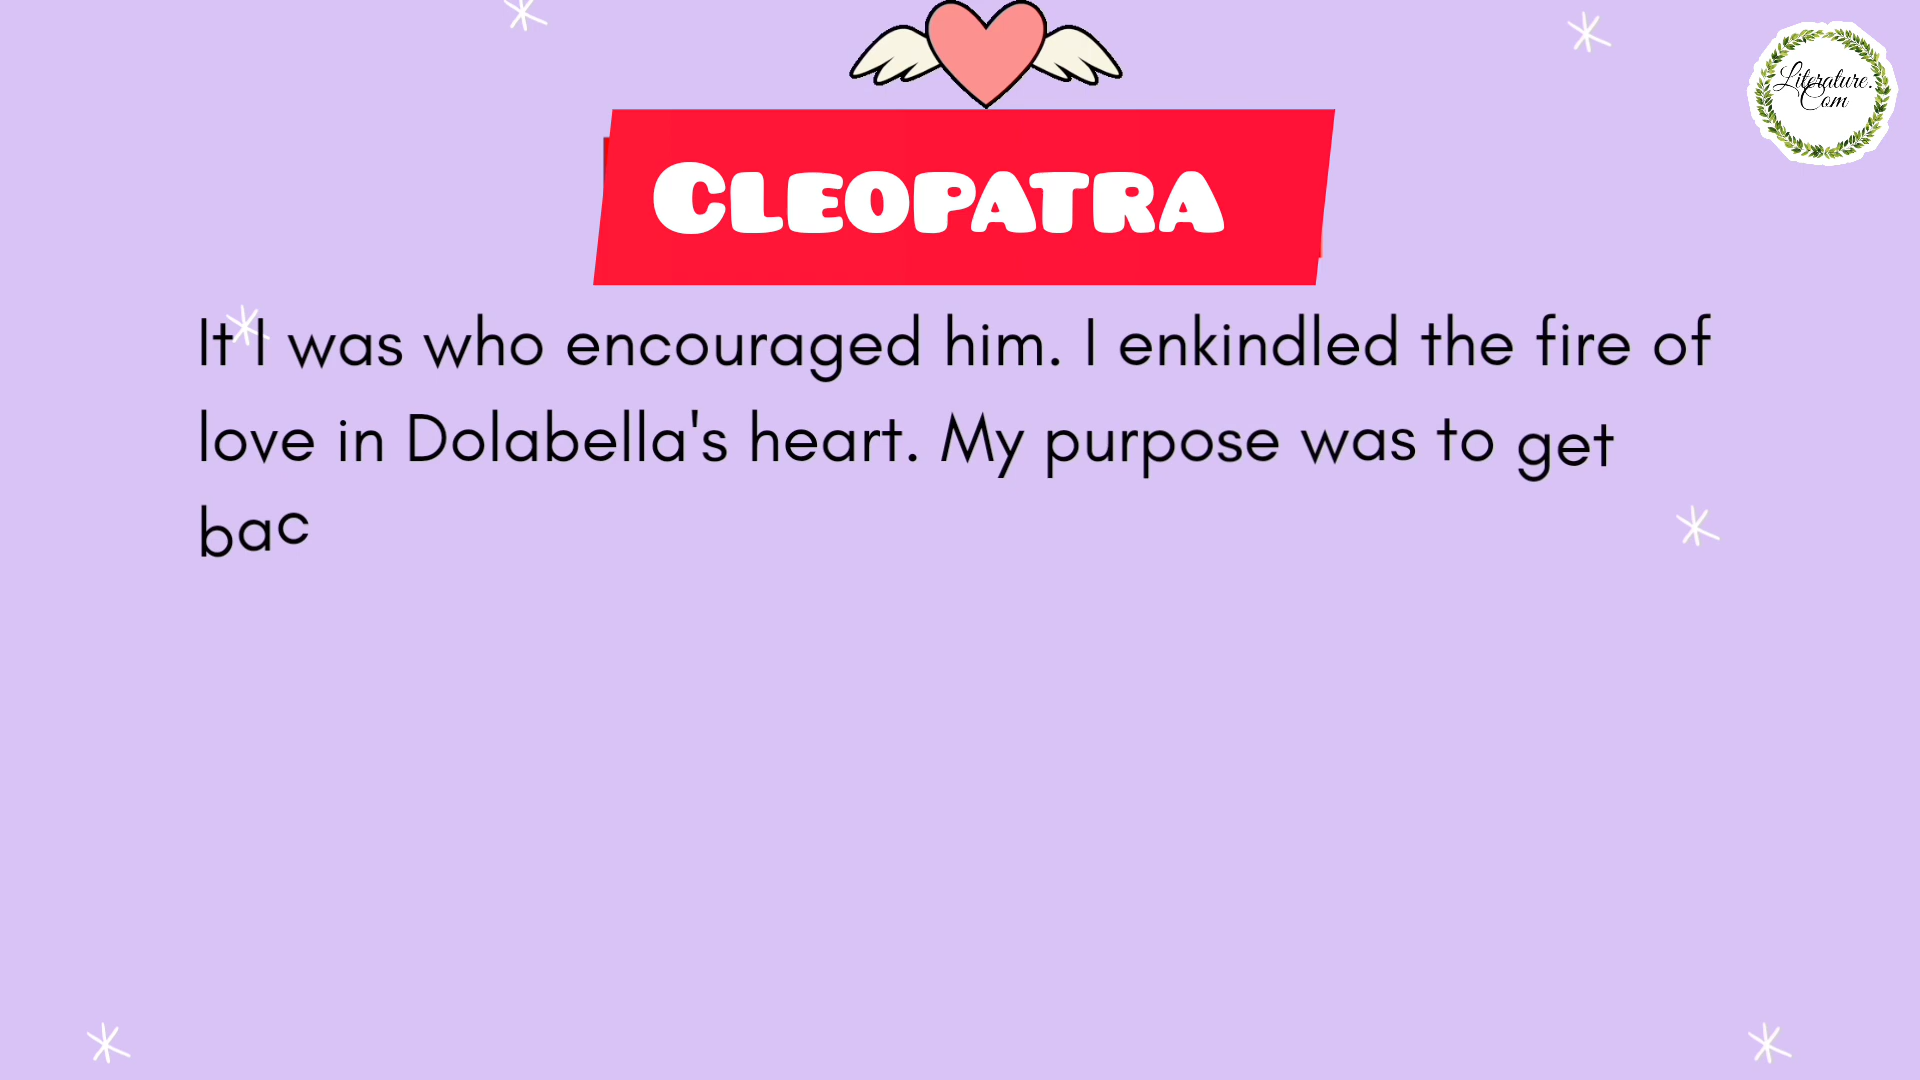 Literature.
Com
CLEOPATRA
It I was who encouraged him. I enkindled the fire of
love in Dolabella's heart. My purpose was to get
bac